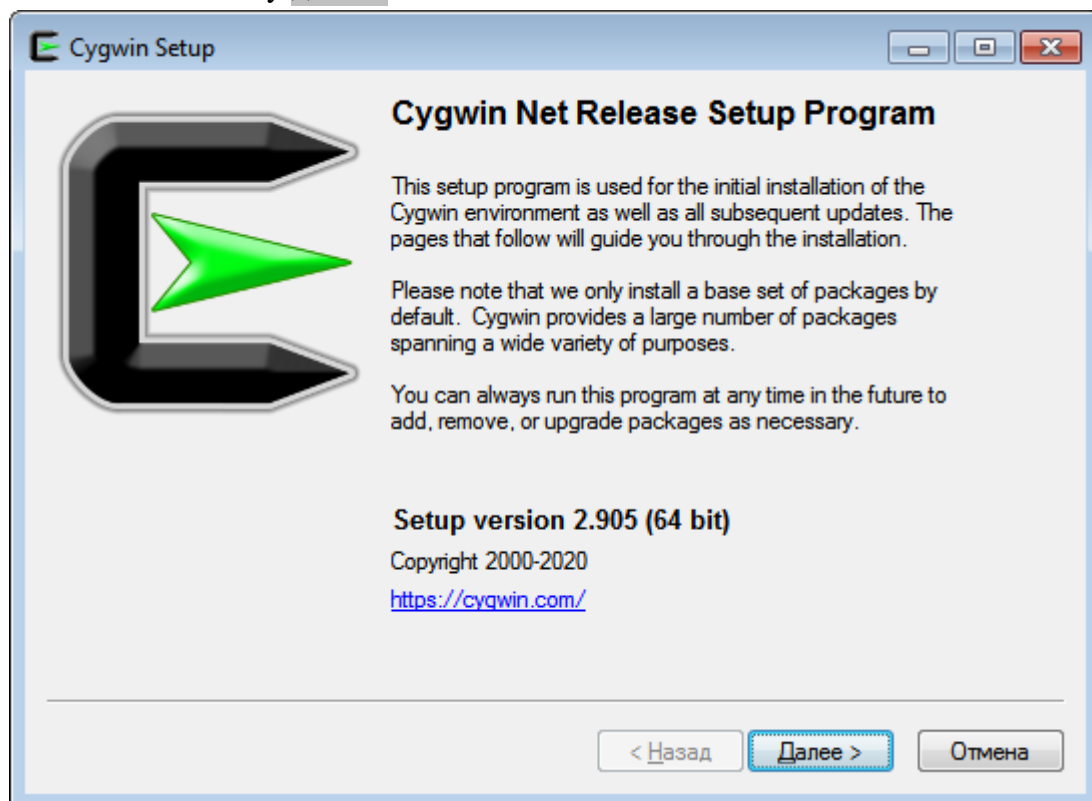 Cygwin Setup
Cygwin Net Release Setup Program
This setup program is used for the initial installation of the
Cygwin environment as well as all subsequent updates. The
pages that follow will guide you through the installation.
Please note that we only install a base set of packages by
default. Cygwin provides a large number of packages
spanning a wide variety of purposes.
You can always run this program at any time in the future to
add, remove, or upgrade packages as necessary.
Setup version 2.905 (64 bit)
Copyright 2000-2020
https://cygwin.com/
< Назад Далее > Отмена